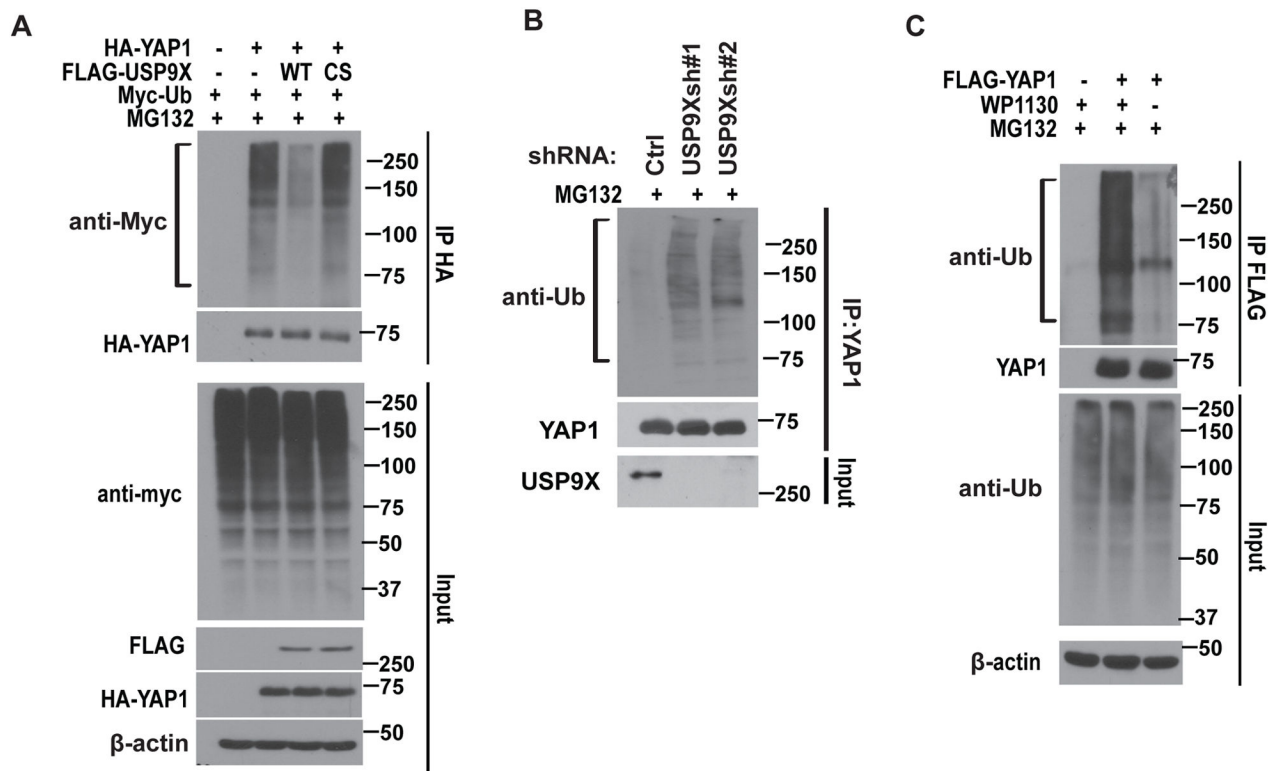 A
HA-YAP1 - + + +
FLAG-USP9X - - WT CS
Myc-Ub + + + +
MG132 + + + +
anti-Myc
250
150
100
75
HA-YAP1
75
IP HA
anti-myc
250
150
100
75
50
37
FLAG
250
HA-YAP1
75
β-actin
50
Input
B
shRNA: Ctrl USP9Xsh#1 USP9Xsh#2
MG132 + + +
anti-Ub
250
150
100
75
YAP1
75
IP:YAP1
USP9X
250
Input
C
FLAG-YAP1 - + +
WP1130 + + -
MG132 + + +
anti-Ub
250
150
100
75
YAP1
75
IP FLAG
anti-Ub
250
150
100
75
50
37
β-actin
50
Input